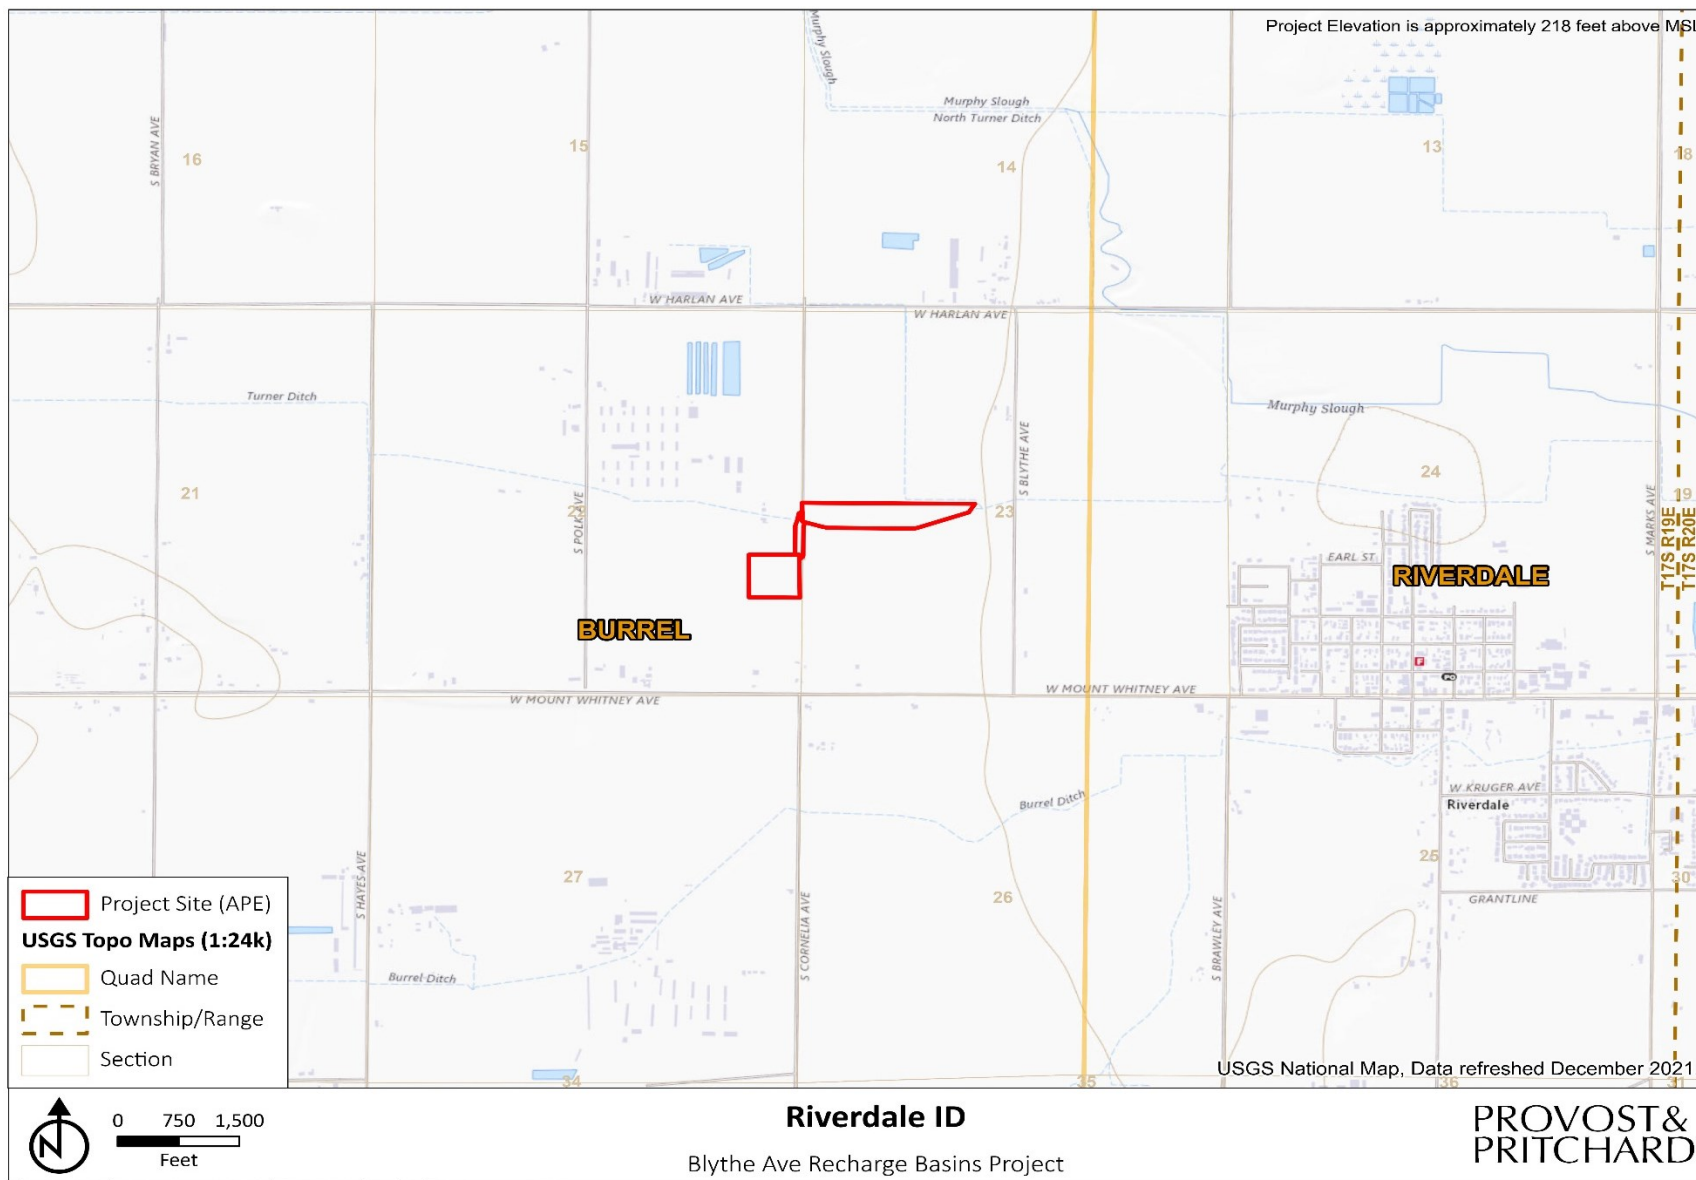 Project Elevation is approximately 218 feet above MSL
Murphy Slough
Murphy Slough
North Turner Ditch
S BRYAN AVE
16
15
14
13
18
W HARLAN AVE
W HARLAN AVE
Turner Ditch
Murphy Slough
S BLYTHE AVE
S POLK AVE
21
22
23
24
19
S MARKS AVE
T17S R19E
T17S R20E
EARL ST
RIVERDALE
BURREL
F
PO
W MOUNT WHITNEY AVE
W MOUNT WHITNEY AVE
Burrel Ditch
W KRUGER AVE
Riverdale
S HAYES AVE
27
26
25
30
S CORNELIA AVE
S BRAWLEY AVE
GRANTLINE
Burrel Ditch
34
35
36
31
Project Site (APE)
USGS Topo Maps (1:24k)
Quad Name
Township/Range
Section
USGS National Map, Data refreshed December 2021
N
0 750 1,500
Feet
Riverdale ID
Blythe Ave Recharge Basins Project
PROVOST&
PRITCHARD